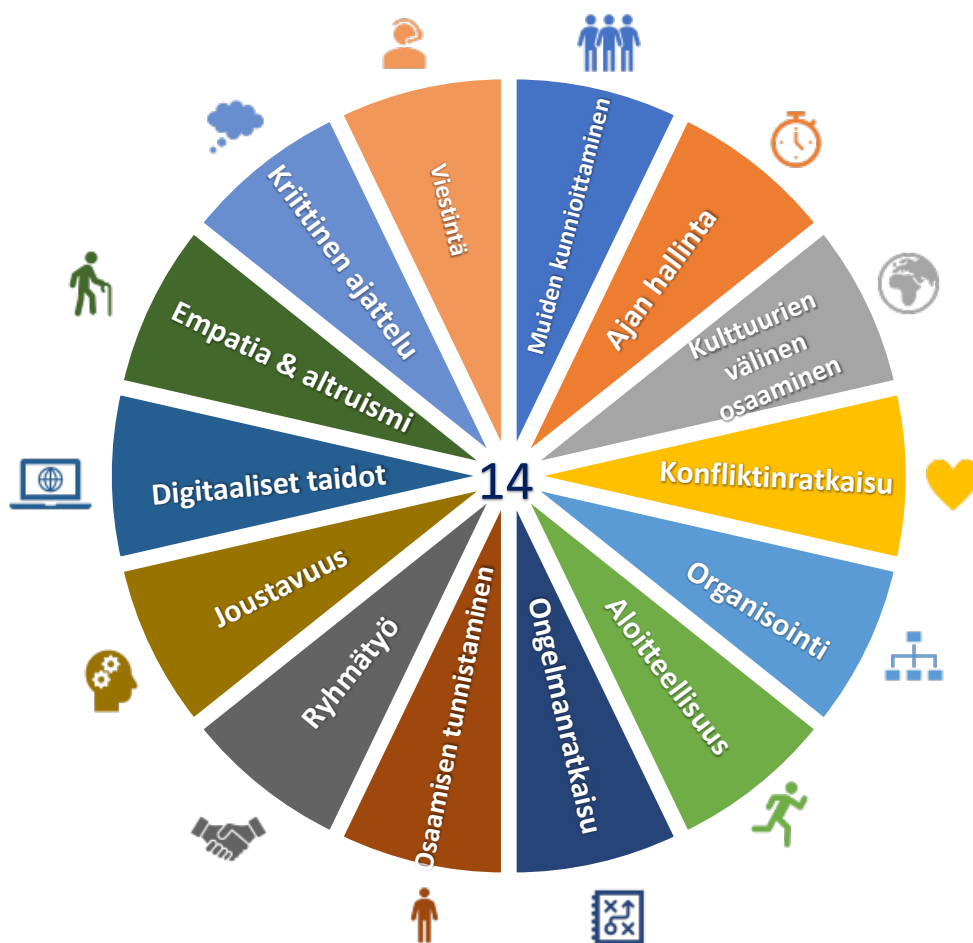 Muiden kunnioittaminen
Ajan hallinta
Kulttuurien
välinen
osaaminen
Konfliktinratkaisu
Organisointi
Aloitteellisuus
Ongelmanratkaisu
Osaamisen tunnistaminen
Ryhmätyö
Joustavuus
Digitaaliset taidot
Empatia & altruismi
Kriittinen ajattelu
Viestintä
14